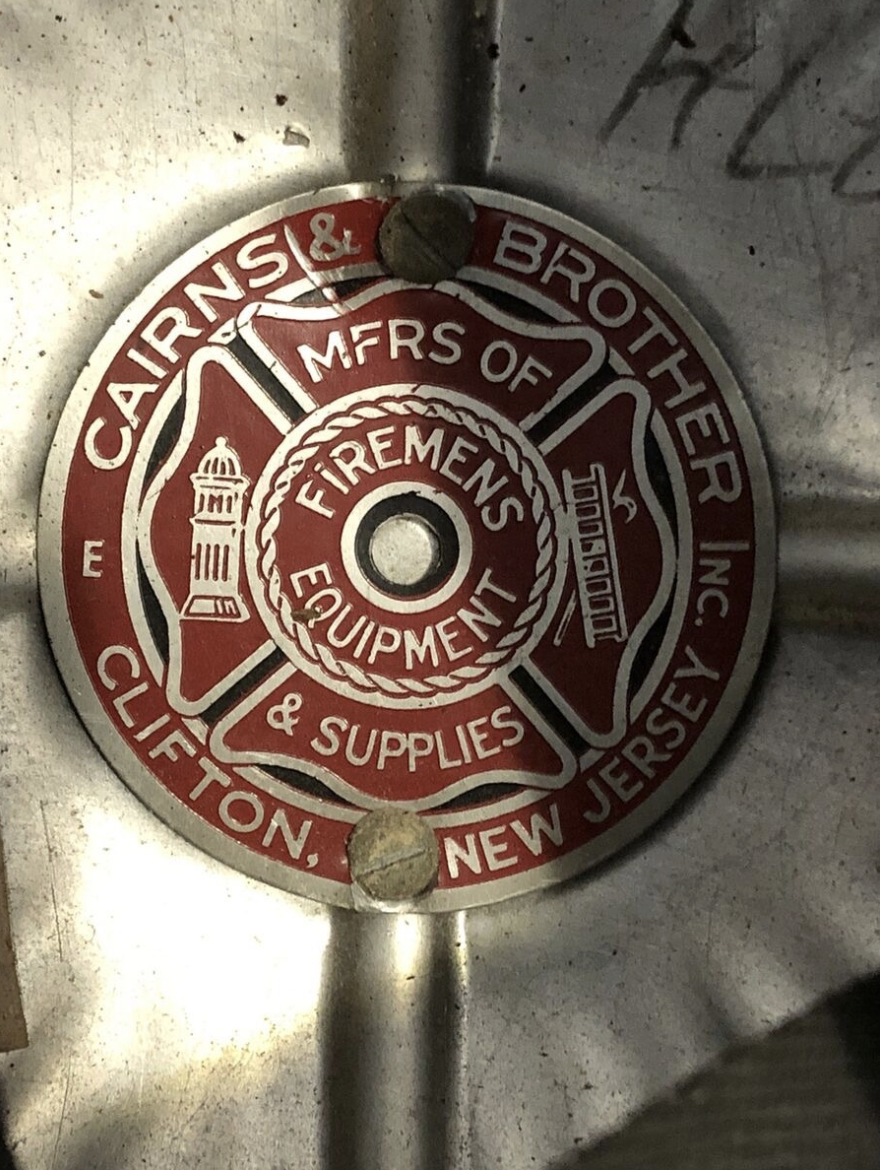 CAIRNS & BROTHER INC.
E
CLIFTON, NEW JERSEY
MFRS OF
FIREMENS
EQUIPMENT
& SUPPLIES